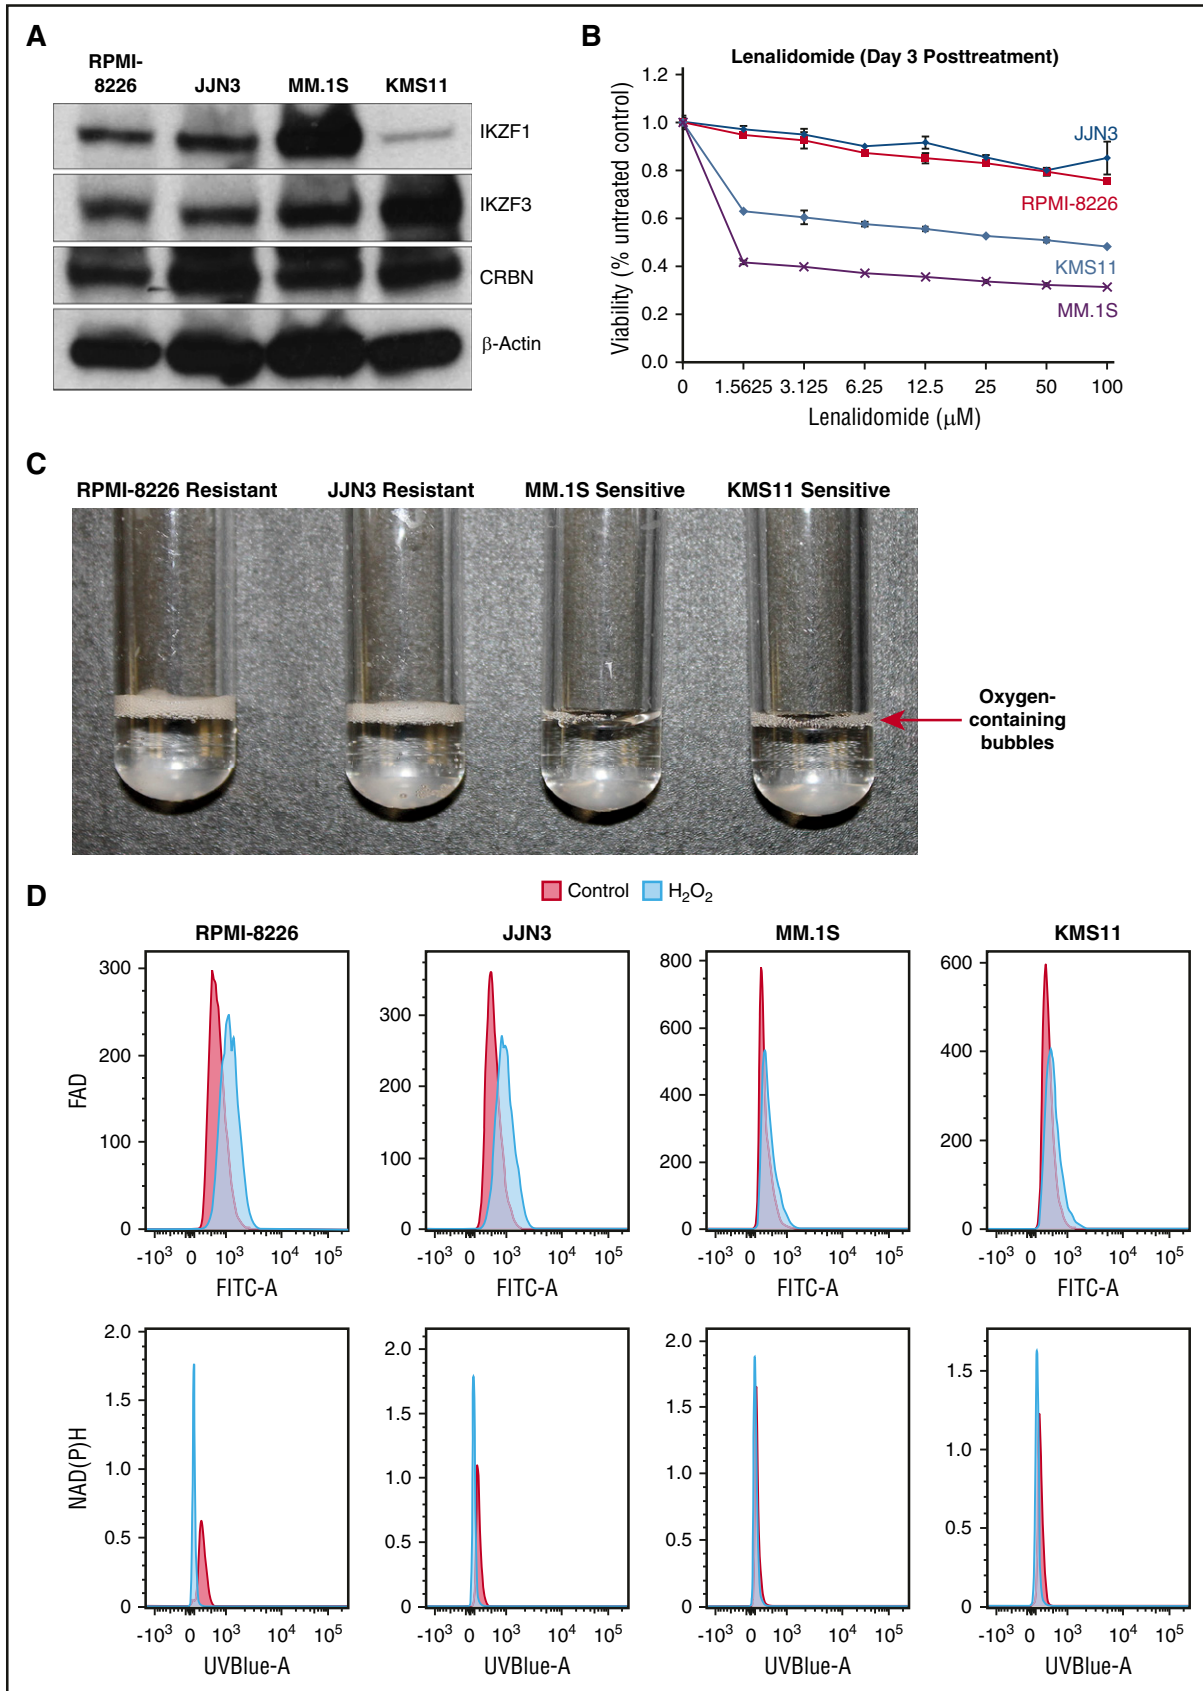 A
RPMI-
8226 JJN3 MM.1S KMS11
IKZF1
IKZF3
CRBN
β-Actin
B
Lenalidomide (Day 3 Posttreatment)
Viability (% untreated control)
1.2
1.0
0.8
0.6
0.4
0.2
0.0
JJN3
RPMI-8226
KMS11
MM.1S
0 1.5625 3.125 6.25 12.5 25 50 100
Lenalidomide (μM)
C
RPMI-8226 Resistant JJN3 Resistant MM.1S Sensitive KMS11 Sensitive
Oxygen-
containing
bubbles
D
Control H₂O₂
RPMI-8226 JJN3 MM.1S KMS11
FAD
300
200
100
0
-10³ 0 10³ 10⁴ 10⁵
FITC-A
300
200
100
0
-10³ 0 10³ 10⁴ 10⁵
FITC-A
800
600
400
200
0
-10³ 0 10³ 10⁴ 10⁵
FITC-A
600
400
200
0
-10³ 0 10³ 10⁴ 10⁵
FITC-A
NAD(P)H
2.0
1.5
1.0
0.5
0
-10³ 0 10³ 10⁴ 10⁵
UVBlue-A
2.0
1.5
1.0
0.5
0
-10³ 0 10³ 10⁴ 10⁵
UVBlue-A
2.0
1.5
1.0
0.5
0
-10³ 0 10³ 10⁴ 10⁵
UVBlue-A
1.5
1.0
0.5
0
-10³ 0 10³ 10⁴ 10⁵
UVBlue-A